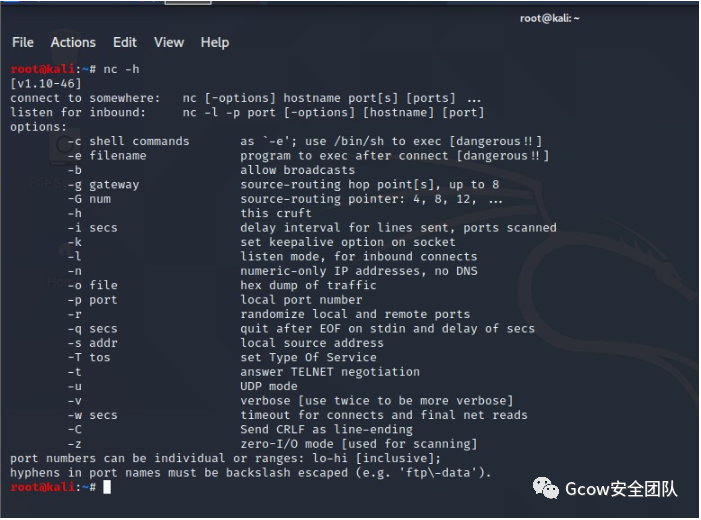 root@kali: ~
File Actions Edit View Help
root@kali:~# nc -h
[v1.10-46]
connect to somewhere: nc [-options] hostname port[s] [ports] ...
listen for inbound: nc -l -p port [-options] [hostname] [port]
options:
-c shell commands as `-e'; use /bin/sh to exec [dangerous!!]
-e filename program to exec after connect [dangerous!!]
-b allow broadcasts
-g gateway source-routing hop point[s], up to 8
-G num source-routing pointer: 4, 8, 12, ...
-h this cruft
-i secs delay interval for lines sent, ports scanned
-k set keepalive option on socket
-l listen mode, for inbound connects
-n numeric-only IP addresses, no DNS
-o file hex dump of traffic
-p port local port number
-r randomize local and remote ports
-q secs quit after EOF on stdin and delay of secs
-s addr local source address
-T tos set Type Of Service
-t answer TELNET negotiation
-u UDP mode
-v verbose [use twice to be more verbose]
-w secs timeout for connects and final net reads
-C Send CRLF as line-ending
-z zero-I/O mode [used for scanning]
port numbers can be individual or ranges: lo-hi [inclusive];
hyphens in port names must be backslash escaped (e.g. 'ftp\-data').
root@kali:~#
Gcow安全团队